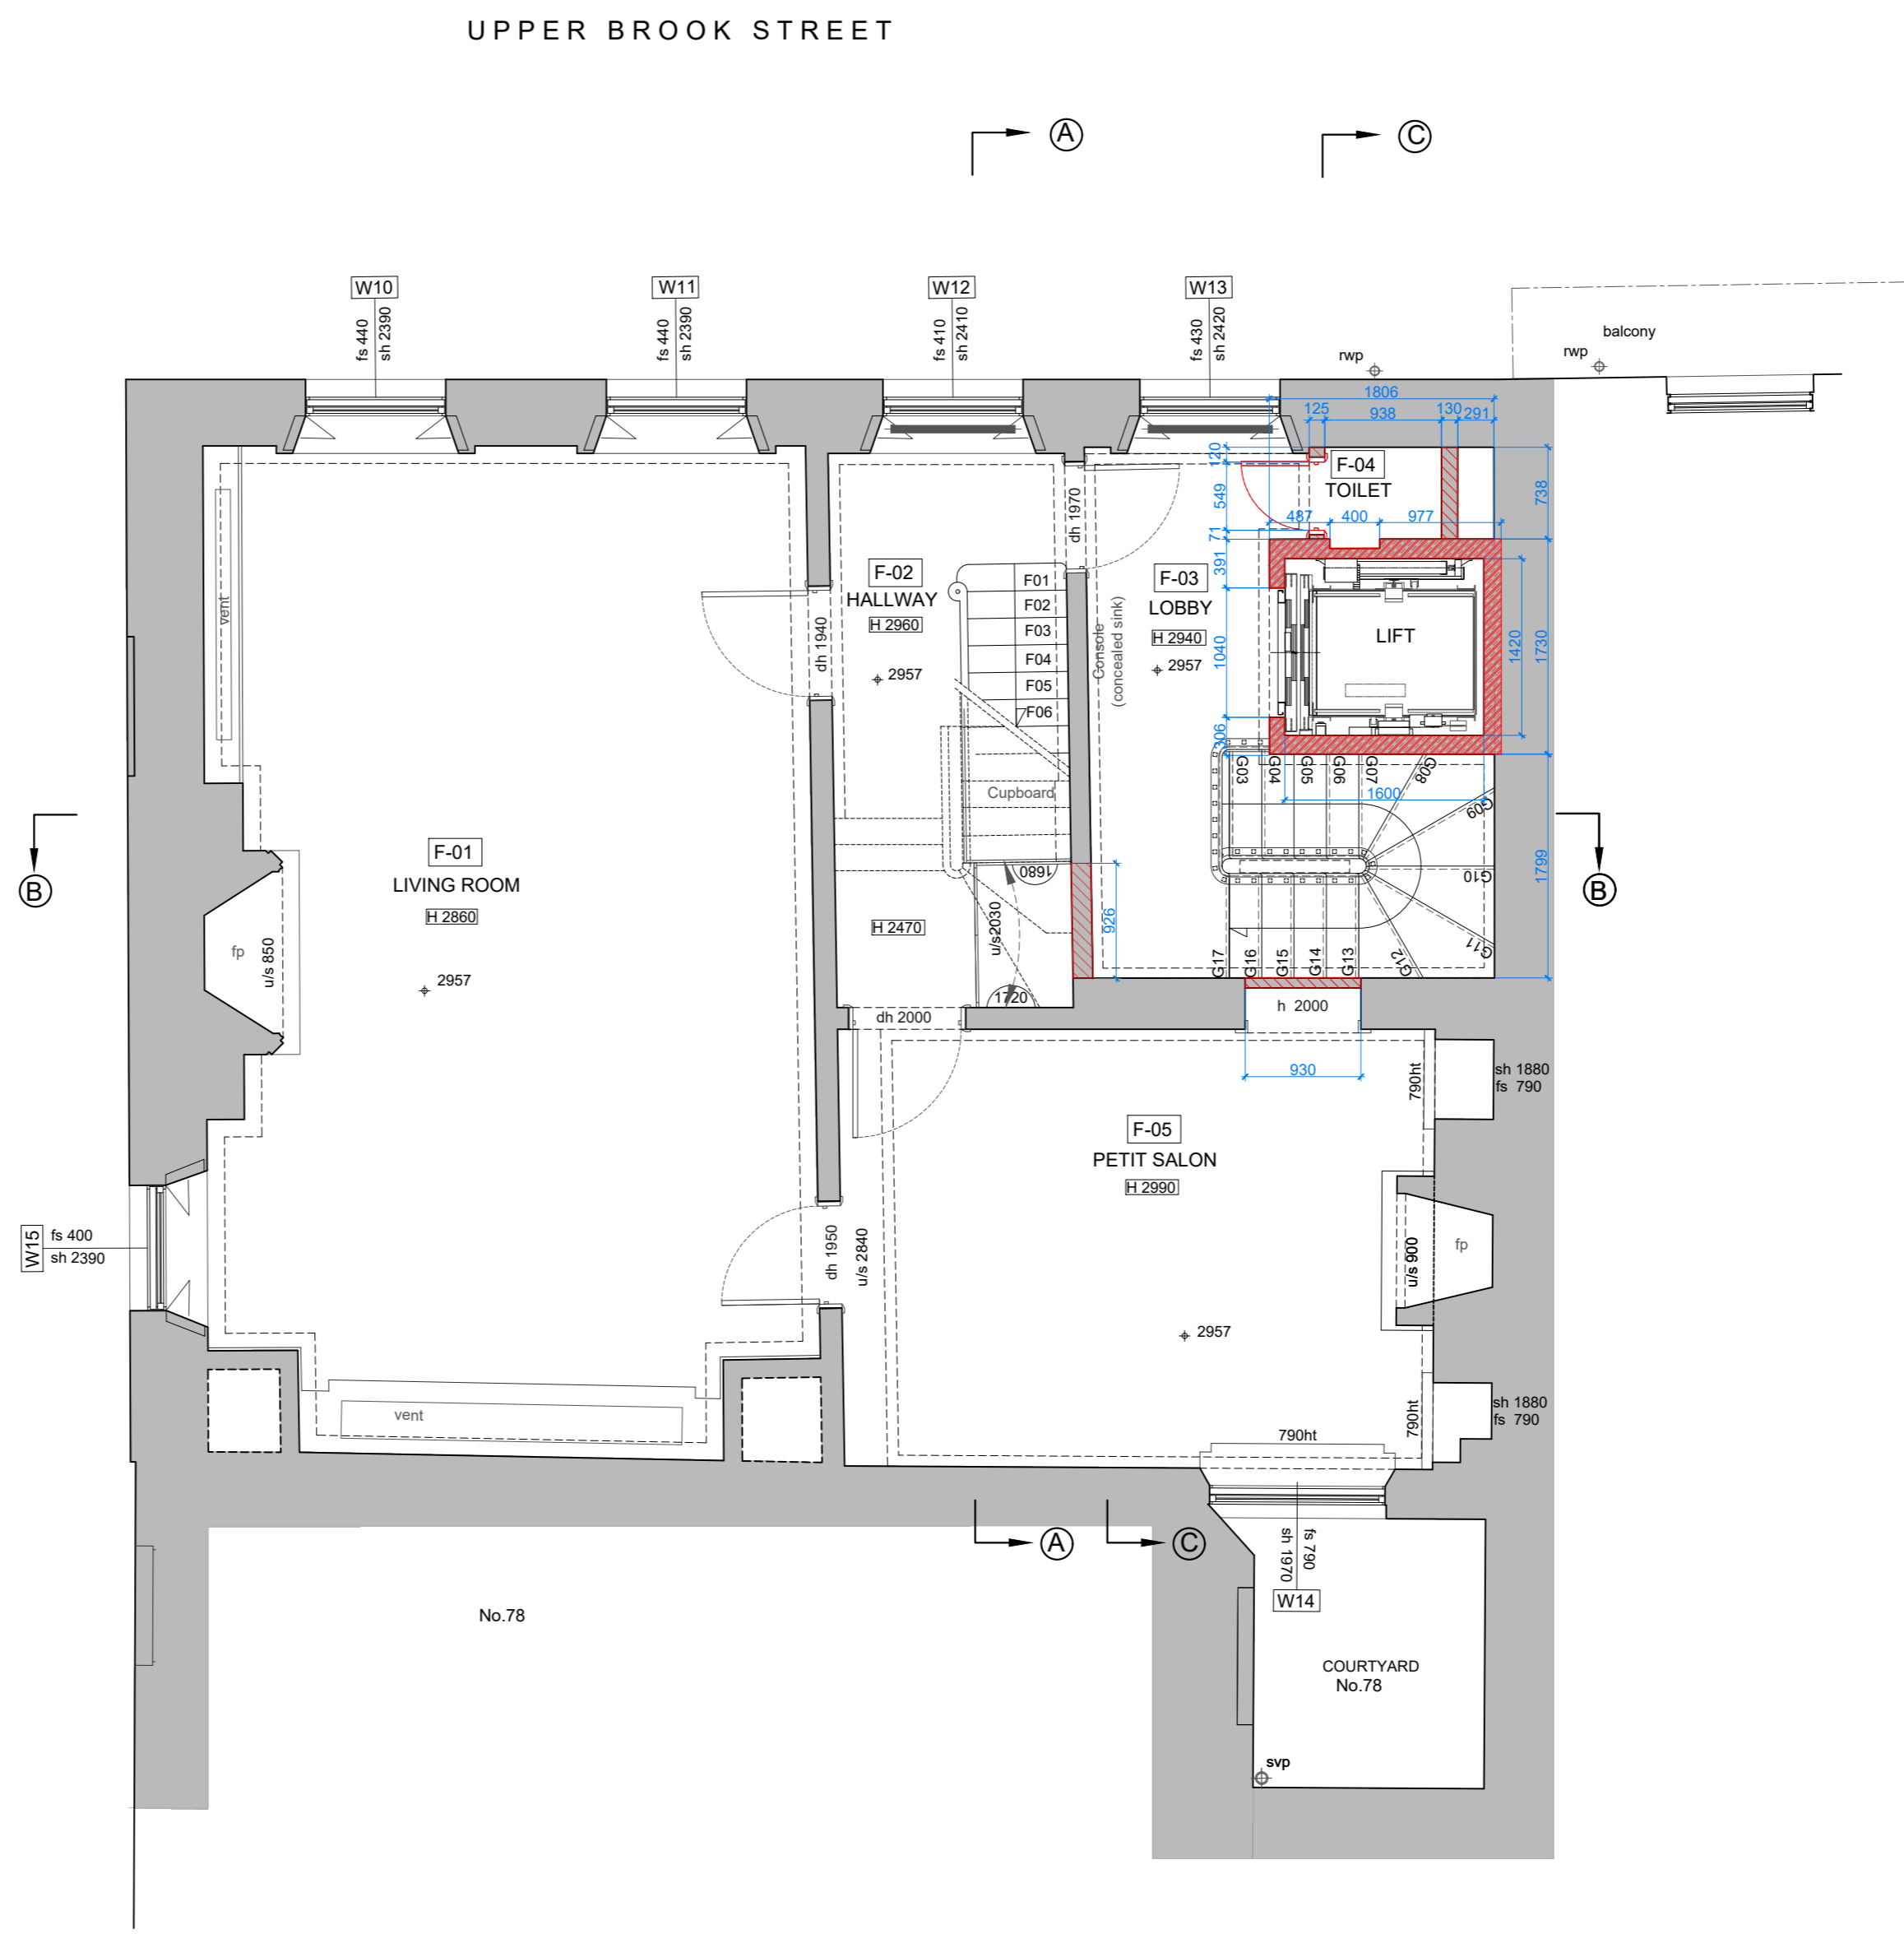 UPPER BROOK STREET
A
C
W10
fs 440
sh 2390
W11
fs 440
sh 2390
W12
fs 410
sh 2410
W13
fs 430
sh 2420
balcony
rwp
rwp
1806
125
938
130
291
120
549
71
391
1040
306
738
487
400
977
F-04
TOILET
dh 1970
F-02
HALLWAY
H 2960
2957
F01
F02
F03
F04
F05
F06
F-03
LOBBY
H 2940
2957
Console
(concealed sink)
LIFT
1420
1730
vent
dh 1940
Cupboard
G03
G04
G05
G06
G07
G08
G09
G10
G11
G12
G13
G14
G15
G16
G17
1600
1799
B
B
F-01
LIVING ROOM
H 2860
fp
u/s 850
2957
H 2470
u/s2030
1680
1720
926
dh 2000
h 2000
930
790ht
sh 1880
fs 790
F-05
PETIT SALON
H 2990
W15
fs 400
sh 2390
dh 1950
u/s 2840
u/s 900
fp
2957
790ht
sh 1880
fs 790
vent
790ht
A
C
fs 790
sh 1970
W14
No.78
COURTYARD
No.78
svp